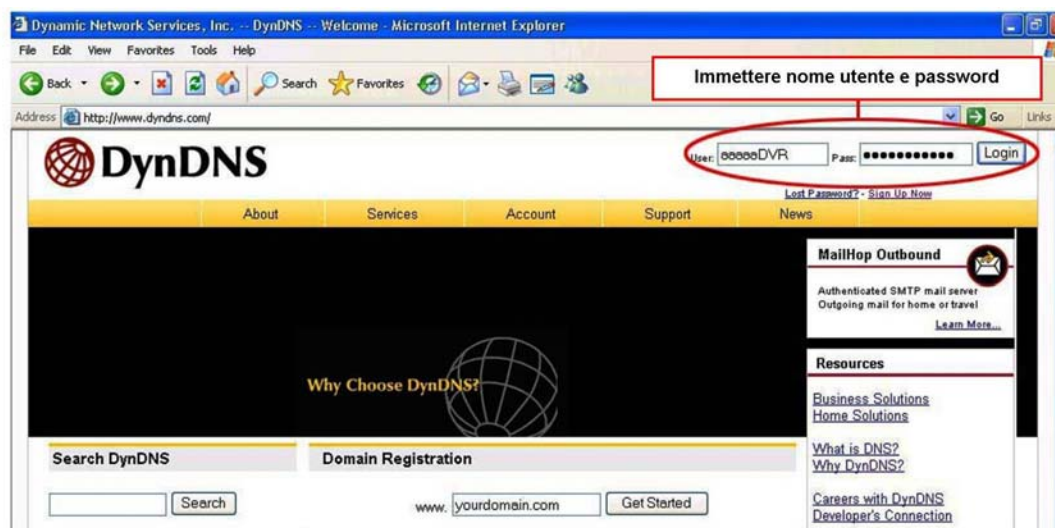 Dynamic Network Services, Inc. -- DynDNS -- Welcome - Microsoft Internet Explorer
File Edit View Favorites Tools Help
Back Search Favorites
Immettere nome utente e password
Address http://www.dyndns.com/ Go Links
DynDNS
User: aaaaaDVR Pass: Login
Lost Password? - Sign Up Now
About Services Account Support News
MailHop Outbound
Authenticated SMTP mail server
Outgoing mail for home or travel
Learn More...
Why Choose DynDNS?
Resources
Business Solutions
Home Solutions
What is DNS?
Why DynDNS?
Careers with DynDNS
Developer's Connection
Search DynDNS
Search
Domain Registration
www. yourdomain.com Get Started